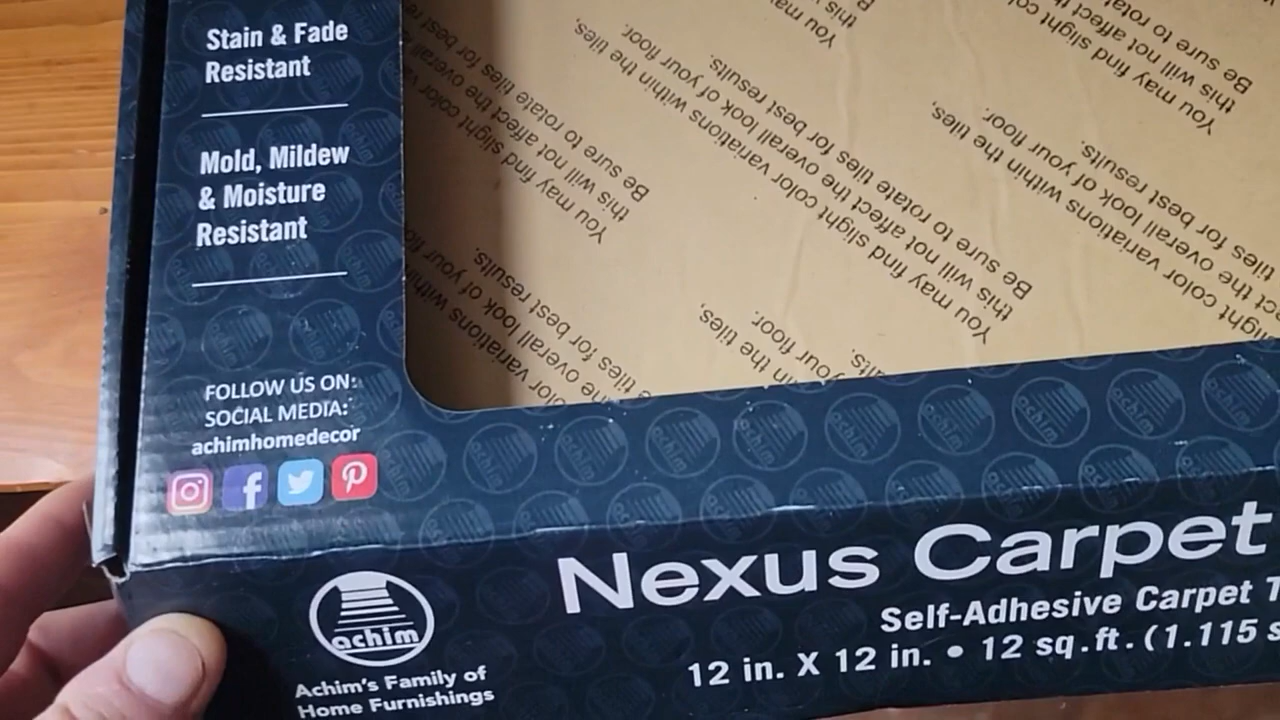 Stain & Fade
Resistant
Mold, Mildew
& Moisture
Resistant
FOLLOW US ON:
SOCIAL MEDIA:
achimhomedecor
achim
Achim's Family of
Home Furnishings
Nexus Carpet
Self-Adhesive Carpet
12 in. X 12 in. • 12 sq.ft. (1.115
You may find slight color variations within the tiles,
this will not affect the overall look of your floor.
Be sure to rotate tiles for best results.